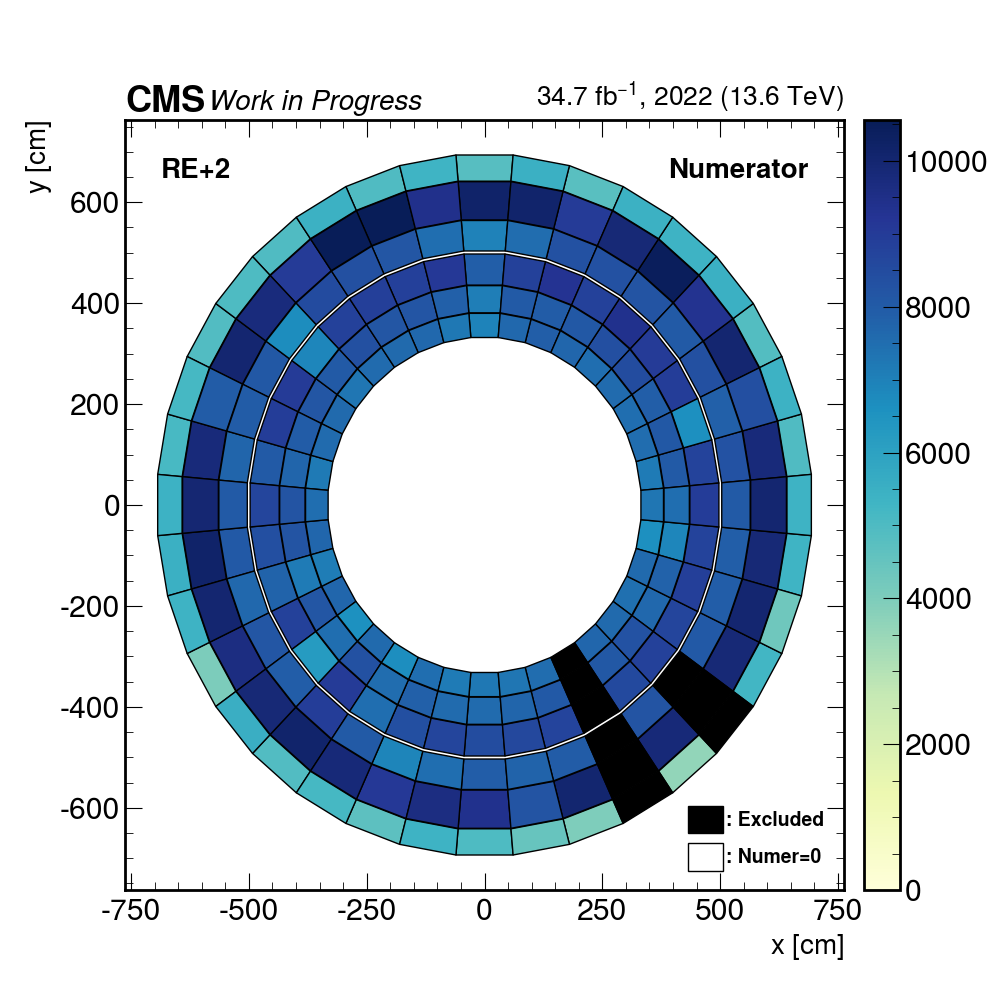 CMS Work in Progress 34.7 fb⁻¹, 2022 (13.6 TeV)
y [cm]
RE+2 Numerator
600
400
200
0
-200
-400
-600
: Excluded
: Numer=0
-750 -500 -250 0 250 500 750
x [cm]
10000
8000
6000
4000
2000
0